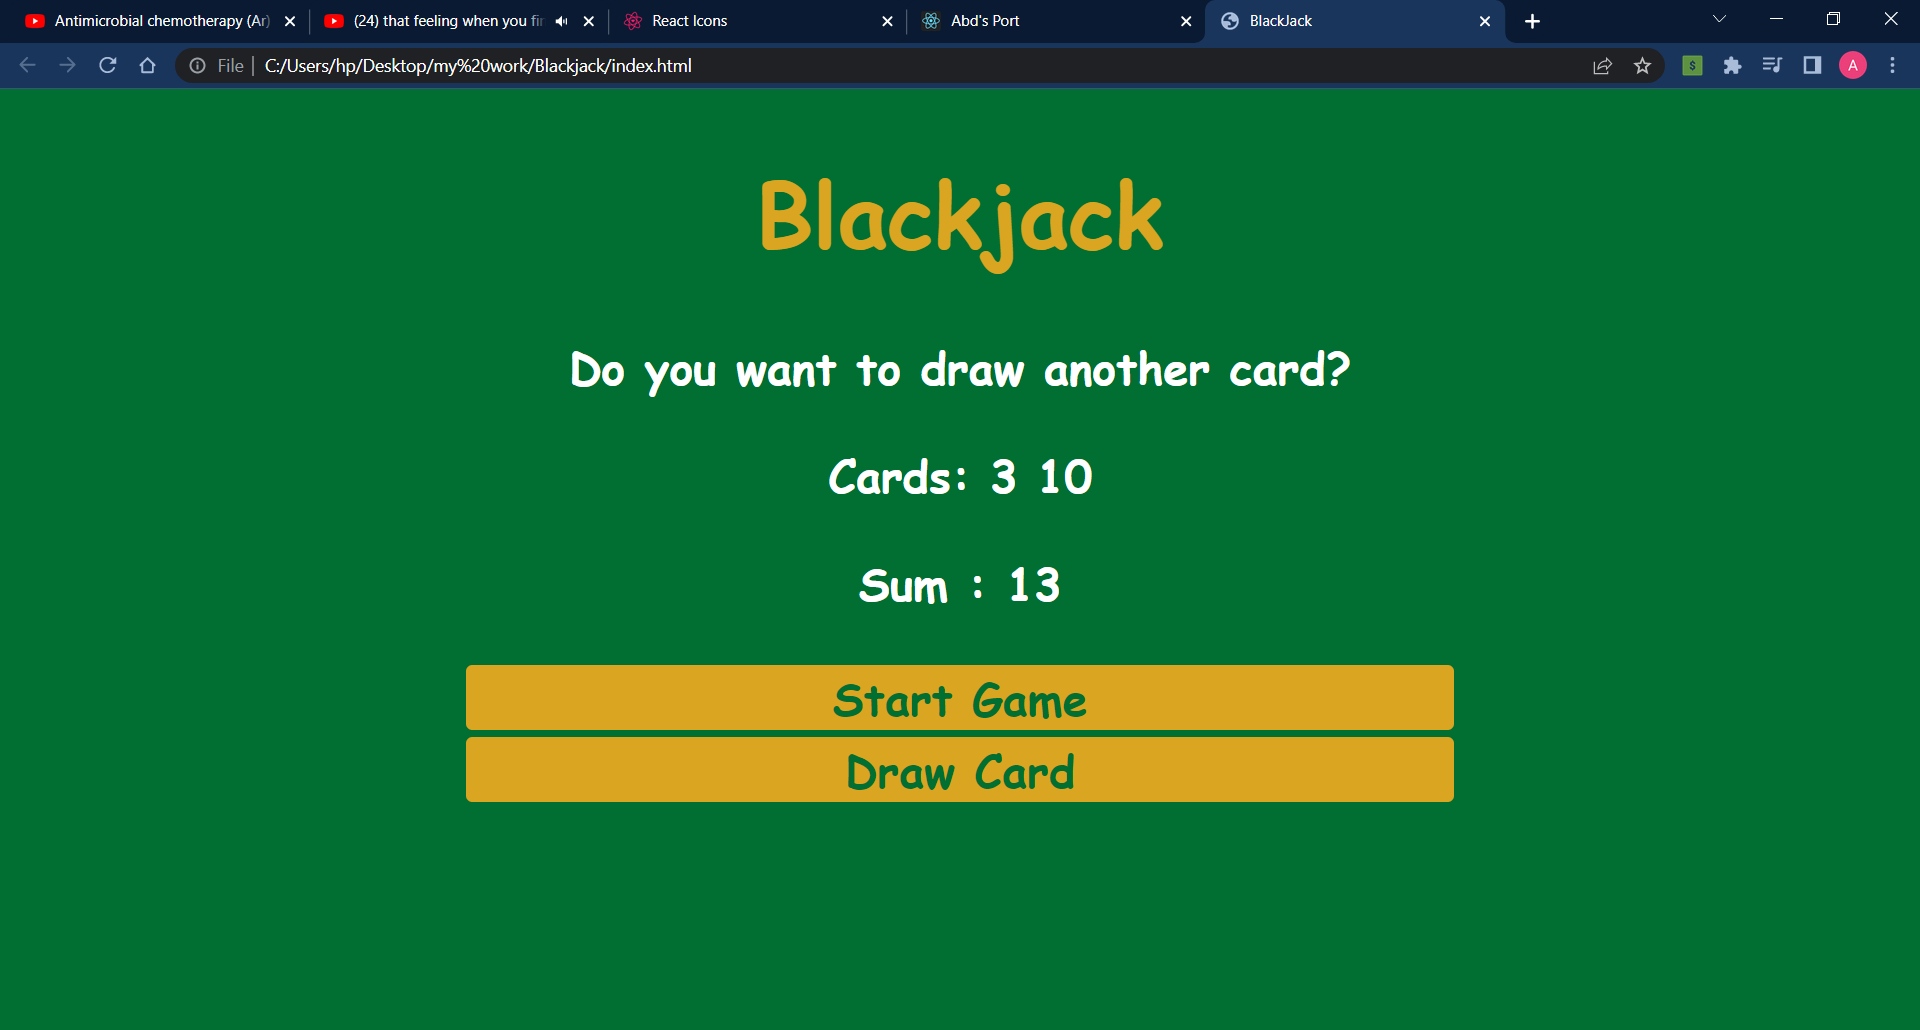 Antimicrobial chemotherapy (Ar)
(24) that feeling when you fir
React Icons
Abd's Port
BlackJack
File
C:/Users/hp/Desktop/my%20work/Blackjack/index.html
$
A
Blackjack
Do you want to draw another card?
Cards: 3 10
Sum : 13
Start Game
Draw Card